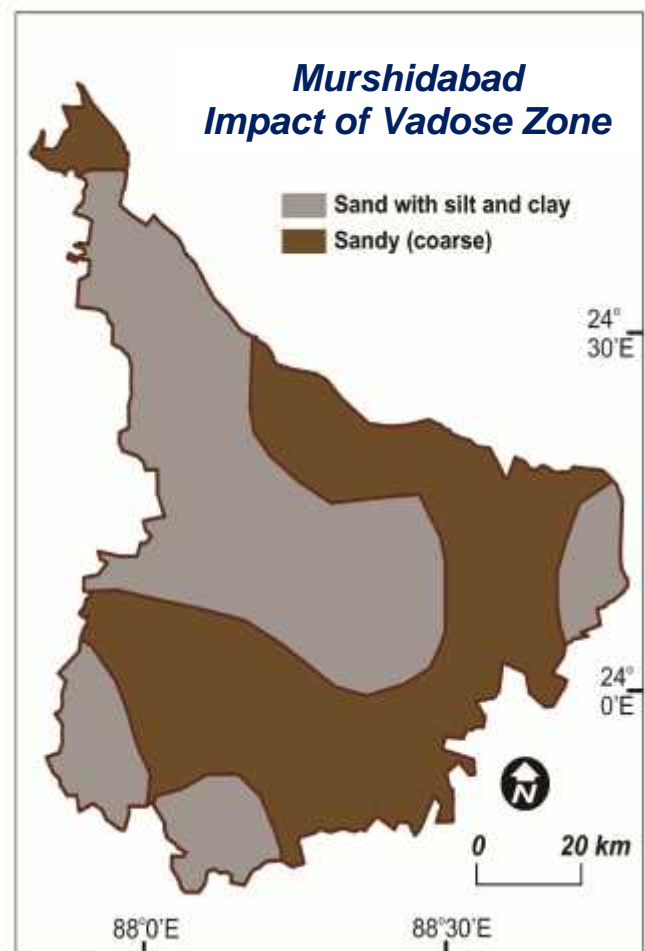 Murshidabad
Impact of Vadose Zone
Sand with silt and clay
Sandy (coarse)
24°
30'E
24°
0'E
N
0 20 km
88°0'E 88°30'E